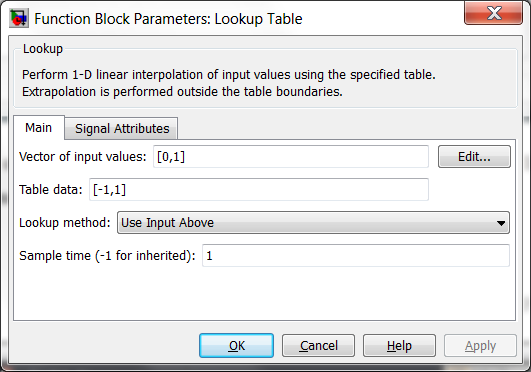 Function Block Parameters: Lookup Table
Lookup
Perform 1-D linear interpolation of input values using the specified table.
Extrapolation is performed outside the table boundaries.
Main Signal Attributes
Vector of input values: [0,1] Edit...
Table data: [-1,1]
Lookup method: Use Input Above
Sample time (-1 for inherited): 1
OK Cancel Help Apply